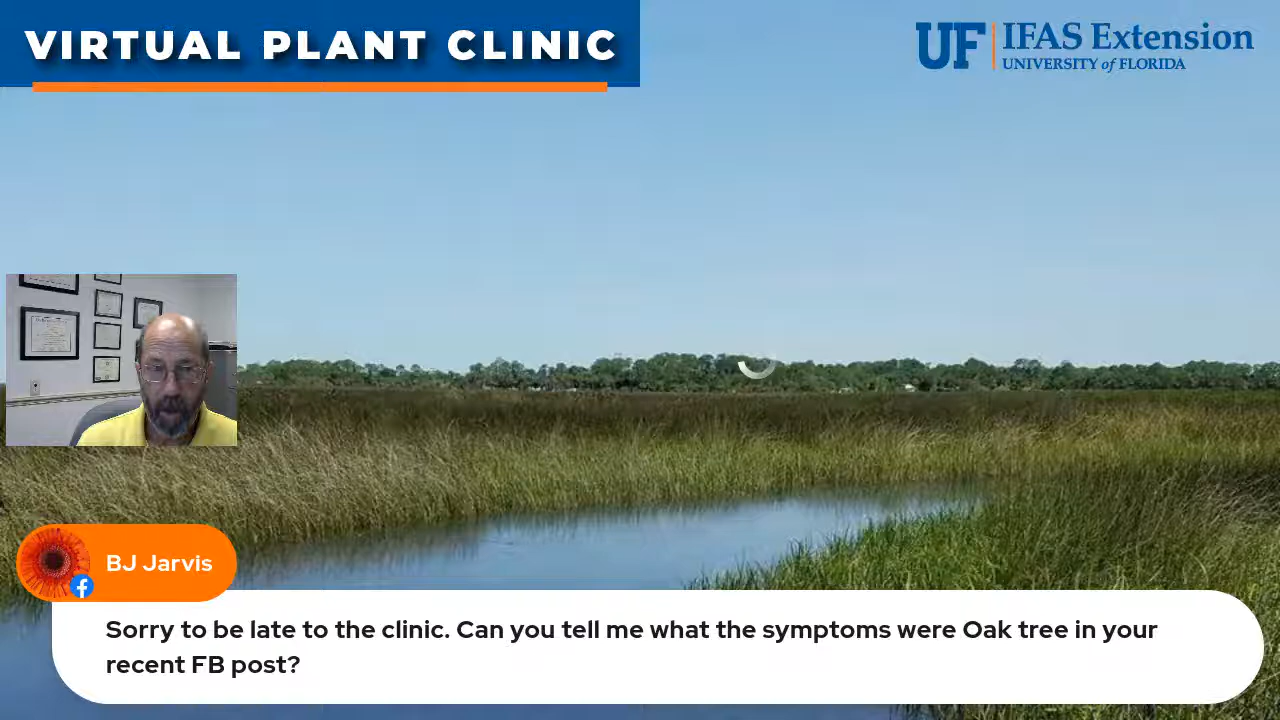 VIRTUAL PLANT CLINIC
UF IFAS Extension
UNIVERSITY of FLORIDA
BJ Jarvis
Sorry to be late to the clinic. Can you tell me what the symptoms were Oak tree in your
recent FB post?